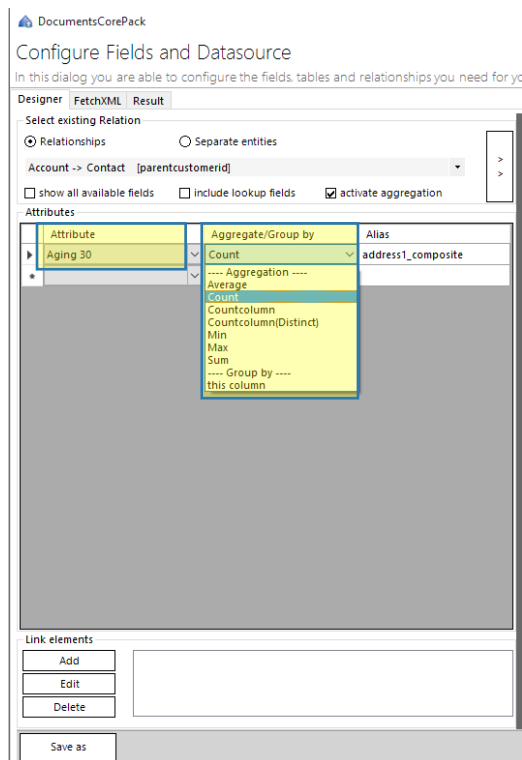 DocumentsCorePack
Configure Fields and Datasource
In this dialog you are able to configure the fields, tables and relationships you need for yo
Designer FetchXML Result
Select existing Relation
Relationships Separate entities
Account -> Contact [parentcustomerid]
> >
show all available fields include lookup fields activate aggregation
Attributes
Attribute Aggregate/Group by Alias
Aging 30 Count address1_composite
---- Aggregation ----
Average
Count
Countcolumn
Countcolumn(Distinct)
Min
Max
Sum
---- Group by ----
this column
Link elements
Add
Edit
Delete
Save as